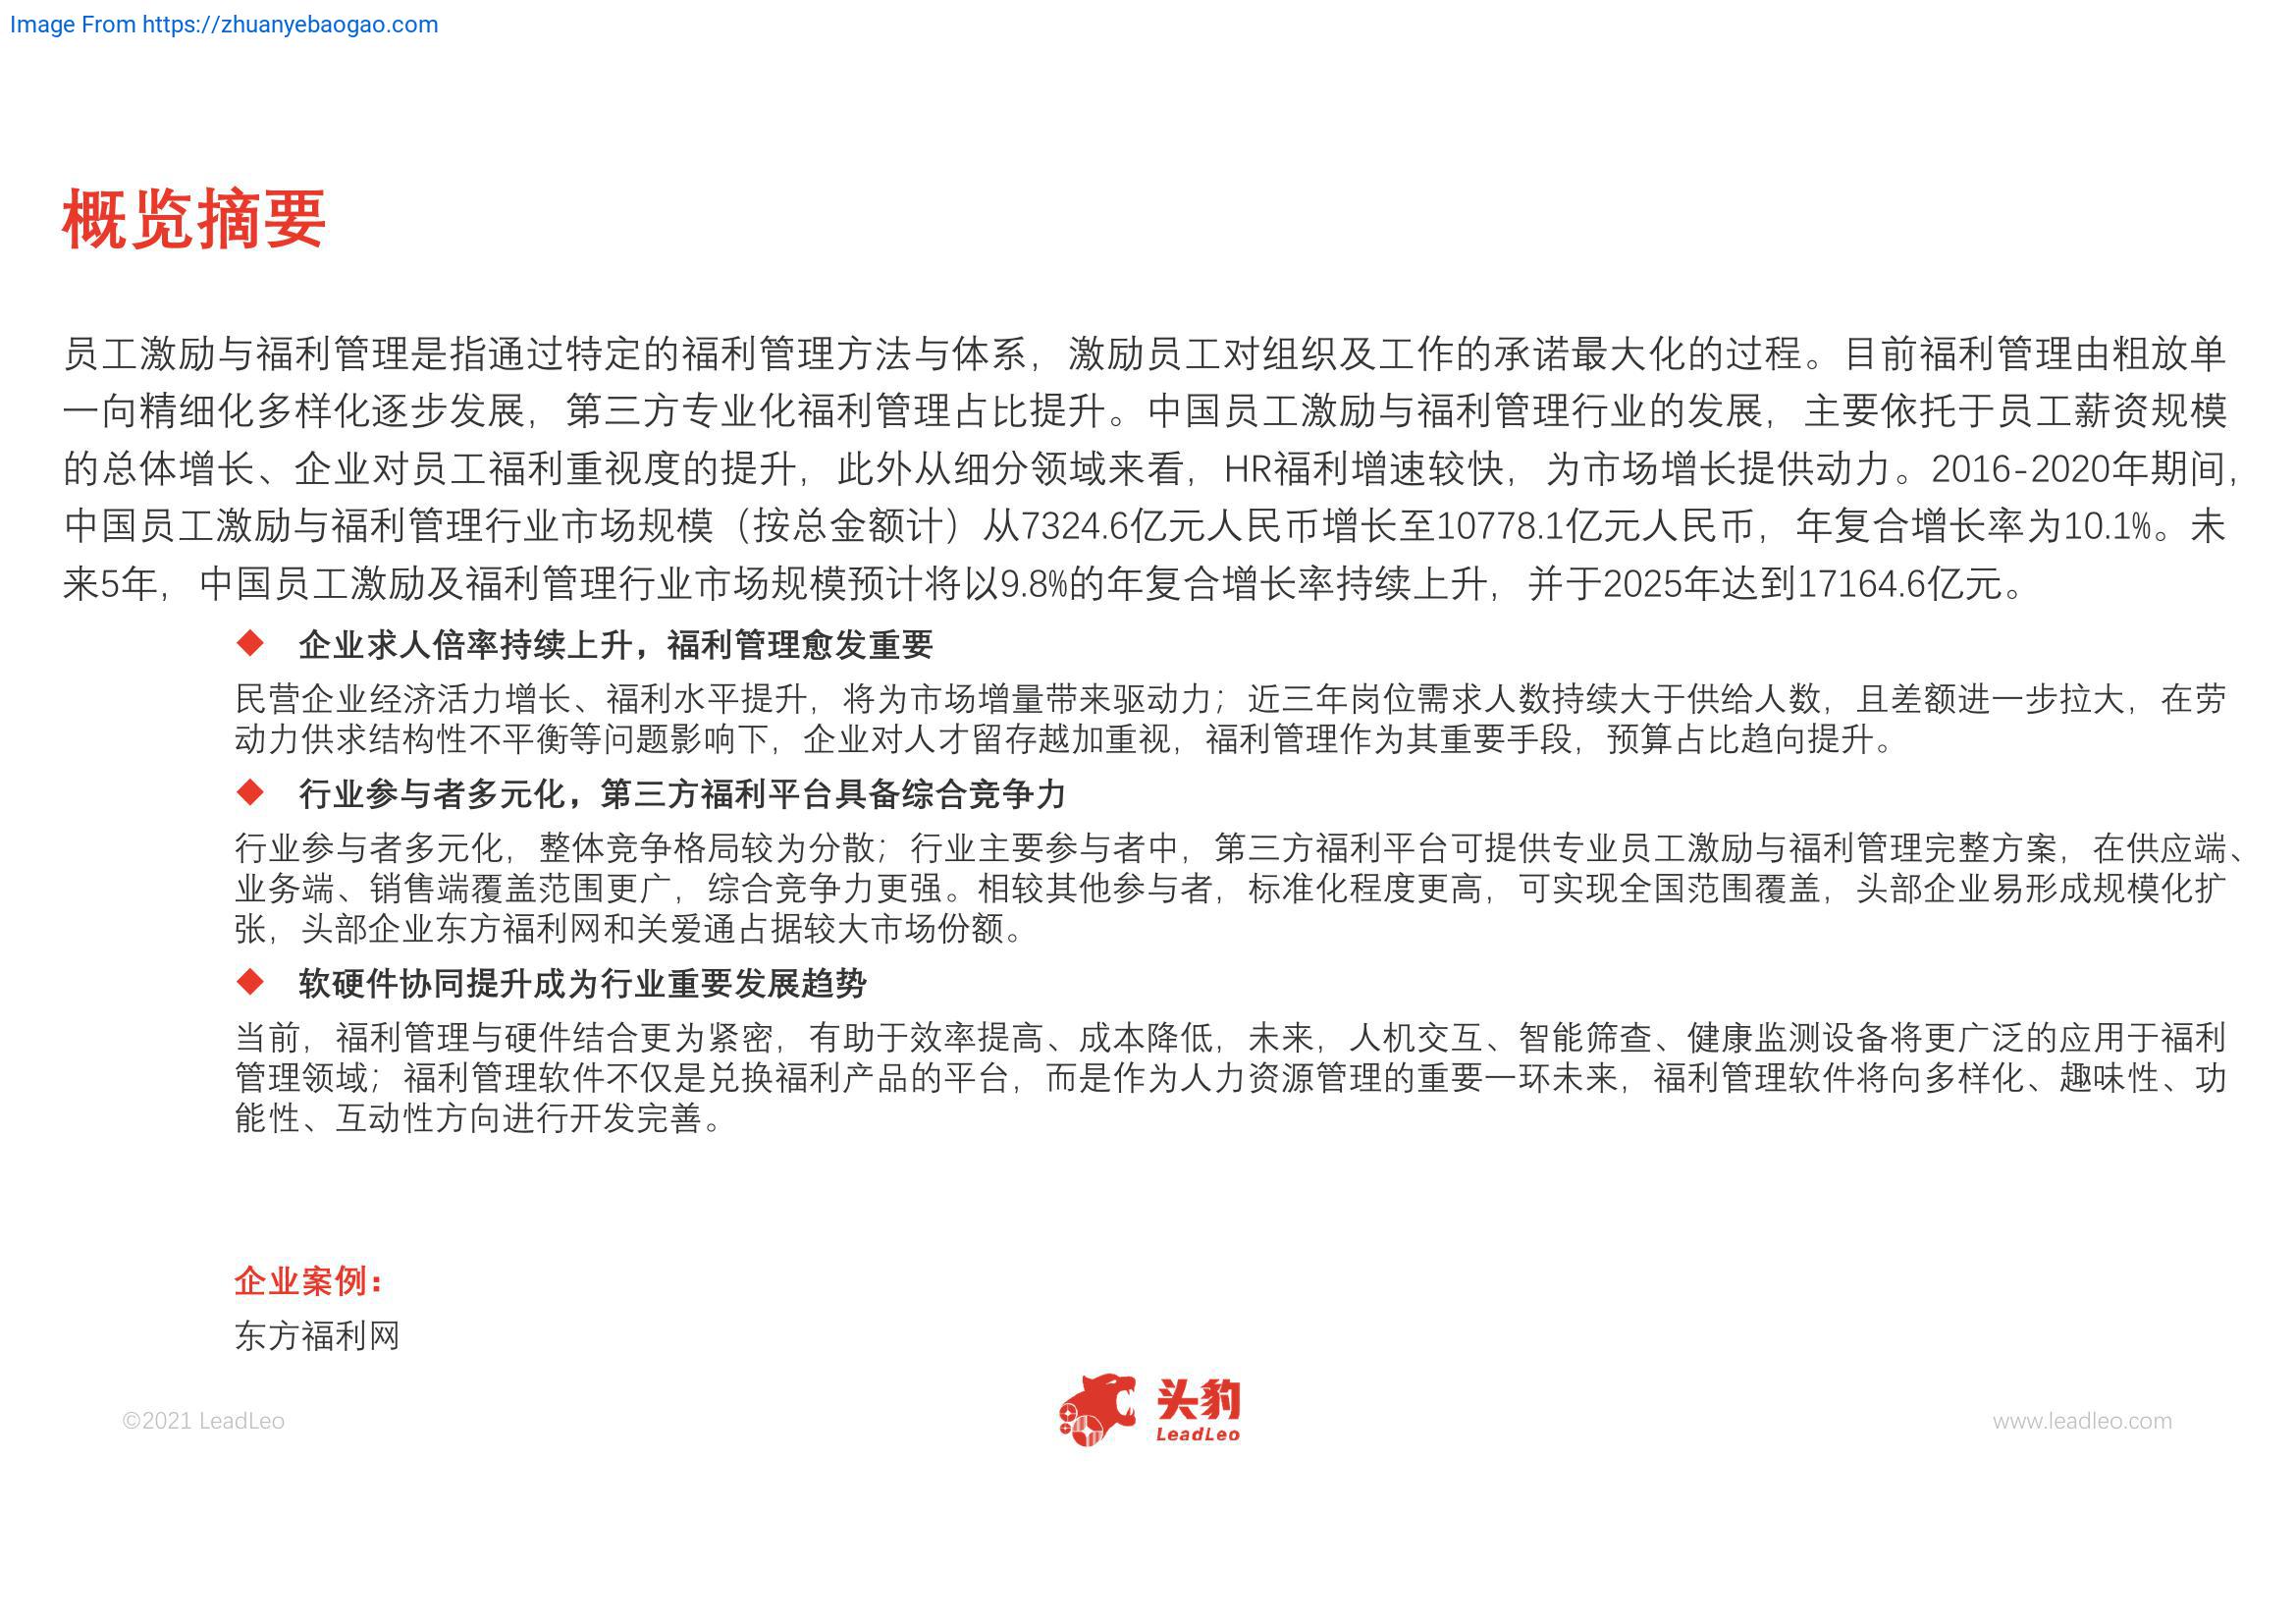 Image From https://zhuanyebaogao.com
概览摘要
员工激励与福利管理是指通过特定的福利管理方法与体系，激励员工对组织及工作的承诺最大化的过程。目前福利管理由粗放单
一向精细化多样化逐步发展，第三方专业化福利管理占比提升。中国员工激励与福利管理行业的发展，主要依托于员工薪资规模
的总体增长、企业对员工福利重视度的提升，此外从细分领域来看，HR福利增速较快，为市场增长提供动力。2016-2020年期间，
中国员工激励与福利管理行业市场规模（按总金额计）从7324.6亿元人民币增长至10778.1亿元人民币，年复合增长率为10.1%。未
来5年，中国员工激励及福利管理行业市场规模预计将以9.8%的年复合增长率持续上升，并于2025年达到17164.6亿元。
◆ 企业求人倍率持续上升，福利管理愈发重要
民营企业经济活力增长、福利水平提升，将为市场增量带来驱动力；近三年岗位需求人数持续大于供给人数，且差额进一步拉大，在劳
动力供求结构性不平衡等问题影响下，企业对人才留存越加重视，福利管理作为其重要手段，预算占比趋向提升。
◆ 行业参与者多元化，第三方福利平台具备综合竞争力
行业参与者多元化，整体竞争格局较为分散；行业主要参与者中，第三方福利平台可提供专业员工激励与福利管理完整方案，在供应端、
业务端、销售端覆盖范围更广，综合竞争力更强。相较其他参与者，标准化程度更高，可实现全国范围覆盖，头部企业易形成规模化扩
张，头部企业东方福利网和关爱通占据较大市场份额。
◆ 软硬件协同提升成为行业重要发展趋势
当前，福利管理与硬件结合更为紧密，有助于效率提高、成本降低，未来，人机交互、智能筛查、健康监测设备将更广泛的应用于福利
管理领域；福利管理软件不仅是兑换福利产品的平台，而是作为人力资源管理的重要一环未来，福利管理软件将向多样化、趣味性、功
能性、互动性方向进行开发完善。
企业案例：
东方福利网
©2021 LeadLeo
头豹
LeadLeo
www.leadleo.com